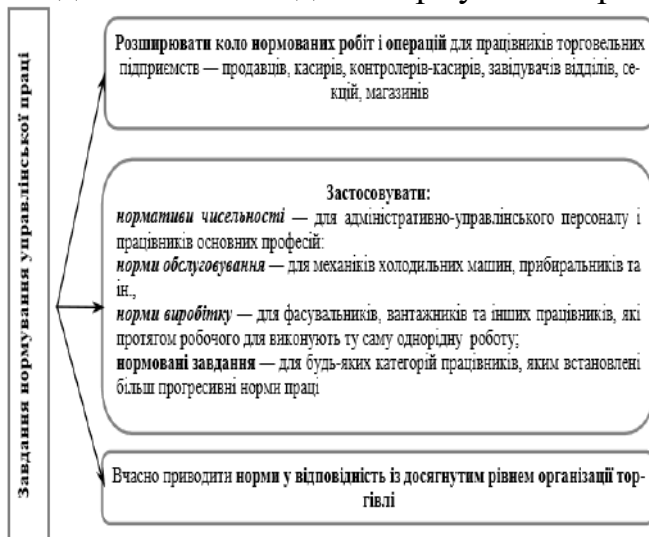 Завдання нормування управлінської праці
Розширювати коло нормованих робіт і операцій для працівників торговельних
підприємств — продавців, касирів, контролерів-касирів, завідувачів відділів, се-
кцій, магазинів
Застосовувати:
нормативи чисельності — для адміністративно-управлінського персоналу і
працівників основних професій:
норми обслуговування — для механіків холодильних машин, прибиральників та
ін.,
норми виробітку — для фасувальників, вантажників та інших працівників, які
протягом робочого для виконують ту саму однорідну роботу;
нормовані завдання — для будь-яких категорій працівників, яким встановлені
більш прогресивні норми праці
Вчасно приводити норми у відповідність із досягнутим рівнем організації тор-
гівлі